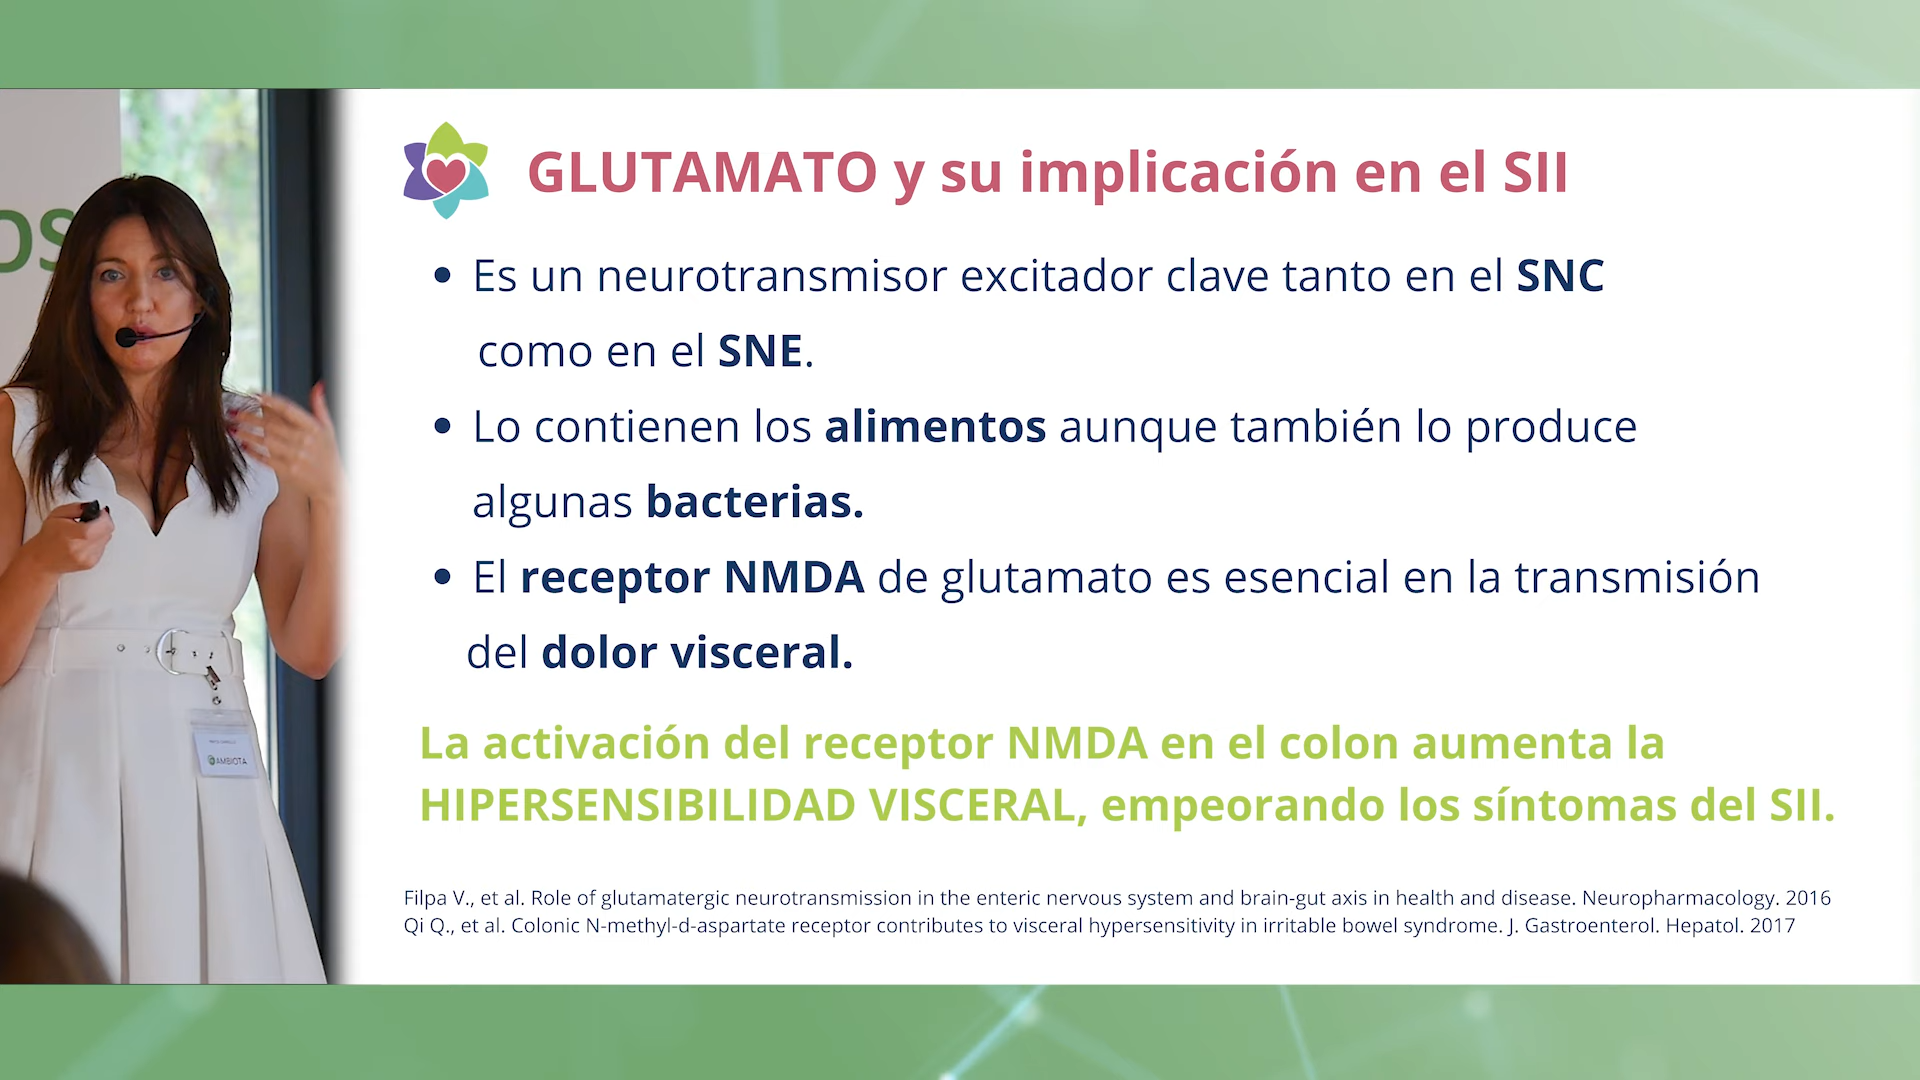 OS
GLUTAMATO y su implicación en el SII
• Es un neurotransmisor excitador clave tanto en el SNC
como en el SNE.
• Lo contienen los alimentos aunque también lo produce
algunas bacterias.
• El receptor NMDA de glutamato es esencial en la transmisión
del dolor visceral.
La activación del receptor NMDA en el colon aumenta la
HIPERSENSIBILIDAD VISCERAL, empeorando los síntomas del SII.
Filpa V., et al. Role of glutamatergic neurotransmission in the enteric nervous system and brain-gut axis in health and disease. Neuropharmacology. 2016
Qi Q., et al. Colonic N-methyl-d-aspartate receptor contributes to visceral hypersensitivity in irritable bowel syndrome. J. Gastroenterol. Hepatol. 2017
AMBIOTA